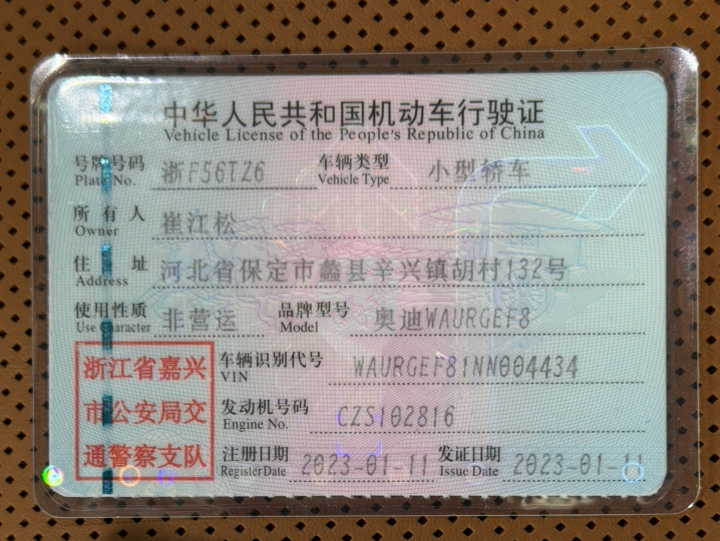 中华人民共和国机动车行驶证
Vehicle License of the People's Republic of China
号牌号码 浙F56TZ6 车辆类型 小型轿车
Plate No. Vehicle Type
所有人 崔江松
Owner
住址 河北省保定市蠡县辛兴镇胡村132号
Address
使用性质 非营运 品牌型号 奥迪WAURGEF8
Use Character Model
浙江省嘉兴
市公安局交
通警察支队
车辆识别代号 WAURGEF81NN004434
VIN
发动机号码 CZS102816
Engine No.
注册日期 2023-01-11 发证日期 2023-01-11
Register Date Issue Date